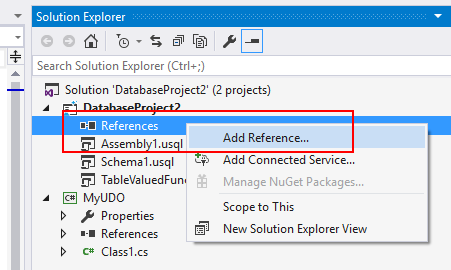 Solution Explorer
Search Solution Explorer (Ctrl+;)
Solution 'DatabaseProject2' (2 projects)
DatabaseProject2
References
Add Reference...
Assembly1.usql
Schema1.usql
Add Connected Service...
TableValuedFunc
Manage NuGet Packages...
MyUDO
Scope to This
Properties
New Solution Explorer View
References
Class1.cs